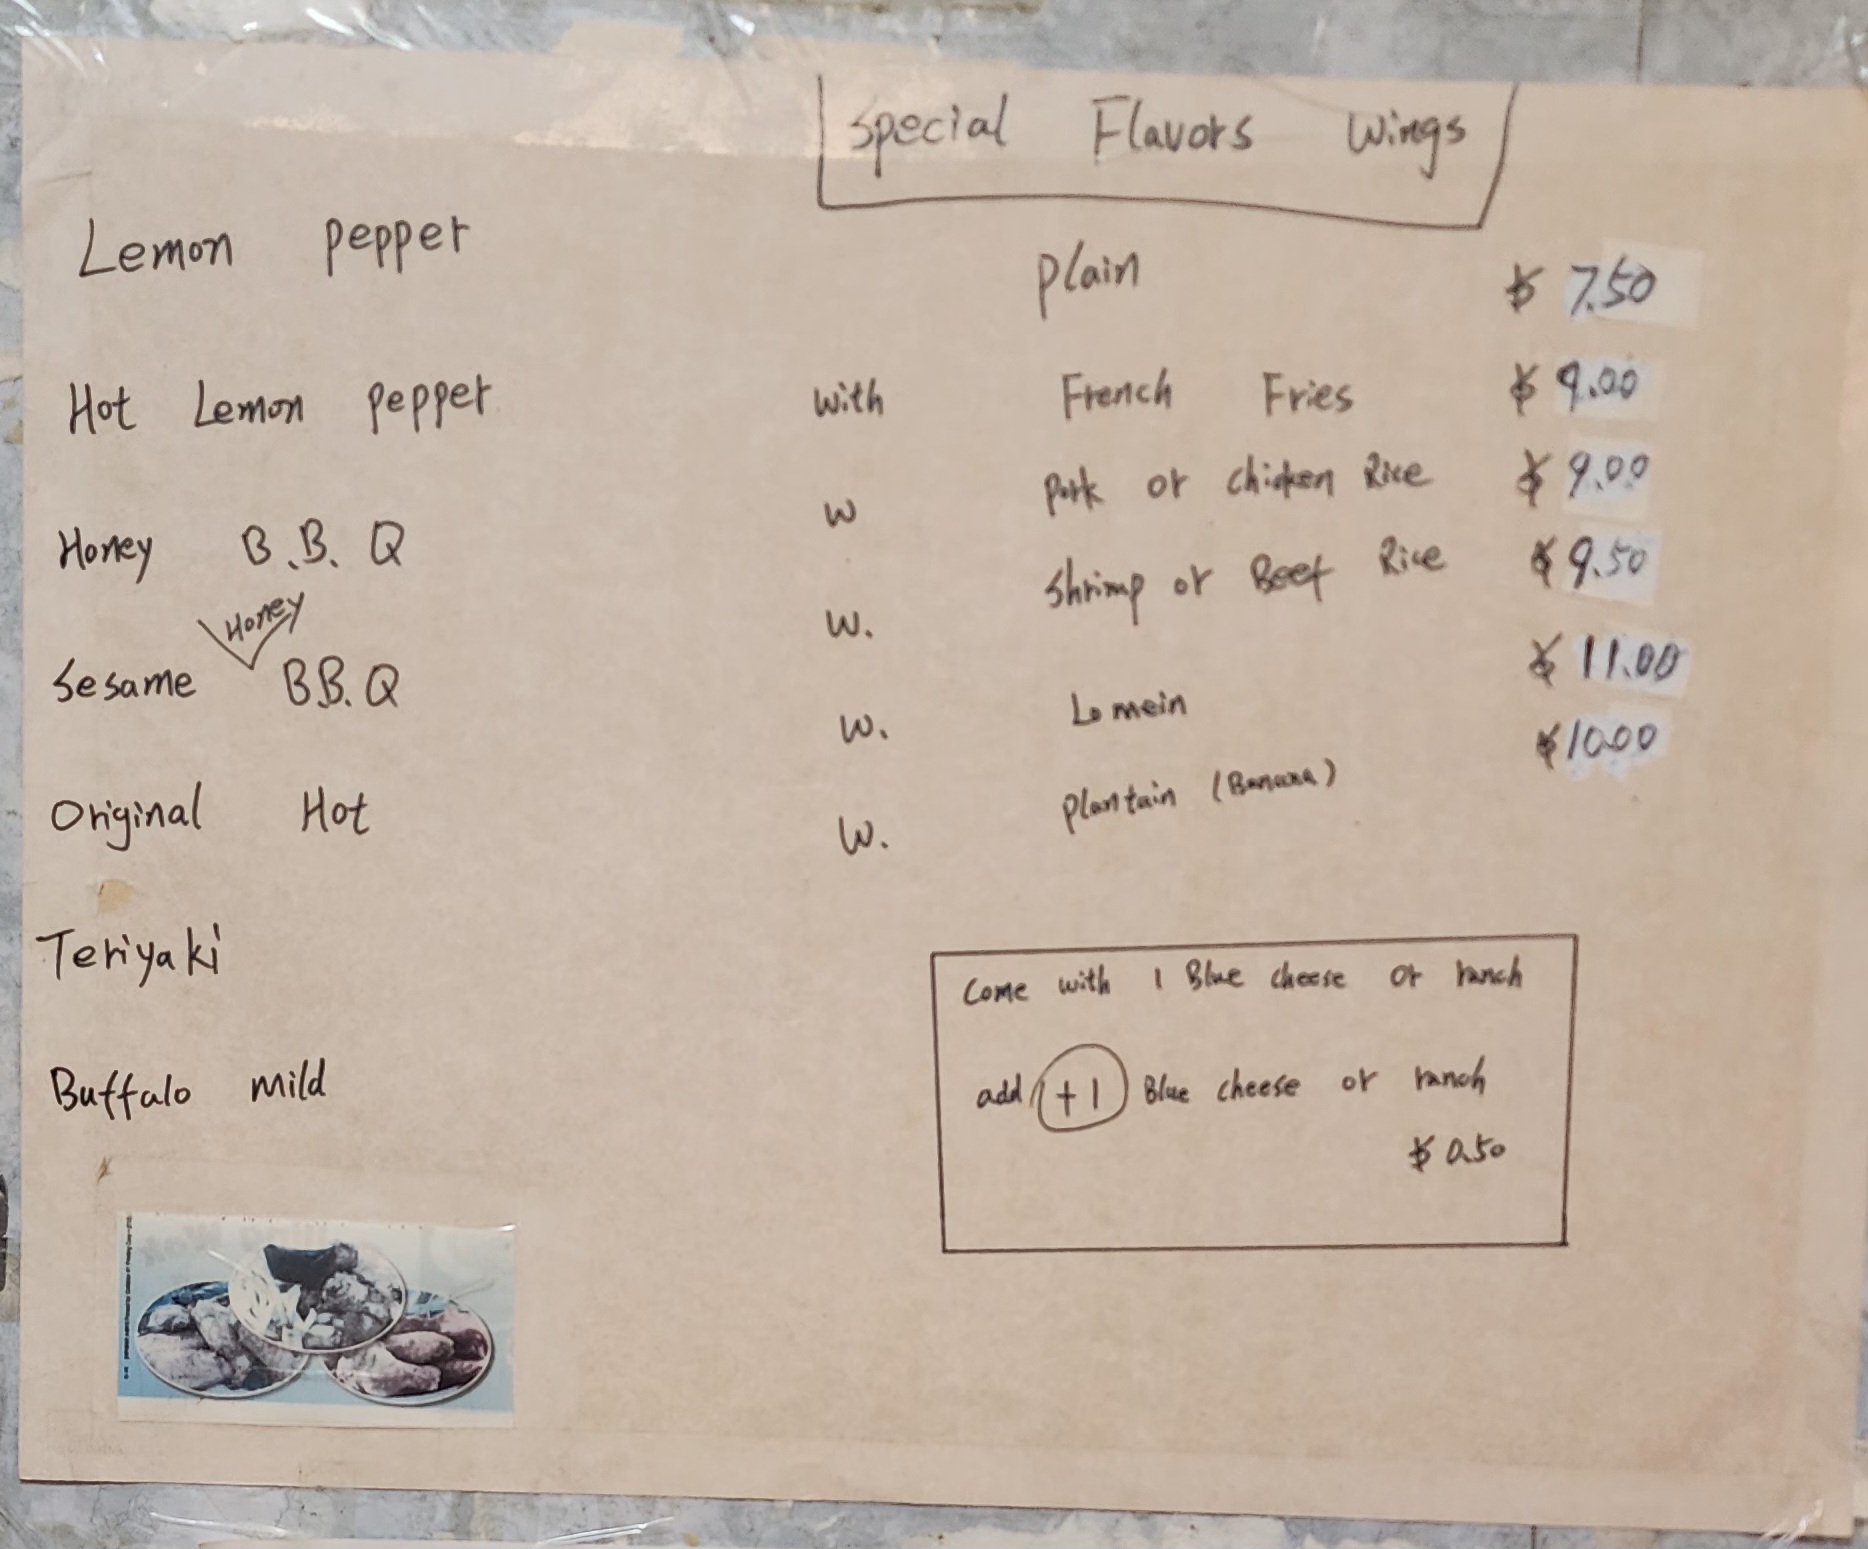 Special Flavors Wings
Lemon pepper
Hot Lemon pepper
Honey B.B.Q
Sesame Honey B.B.Q
Original Hot
Teriyaki
Buffalo mild
plain $ 7.50
with French Fries $ 9.00
w pork or chicken Rice $ 9.00
w. shrimp or Beef Rice $ 9.50
w. Lo mein $ 11.00
w. plantain (Banana) $ 10.00
Come with 1 Blue cheese or ranch
add +1 Blue cheese or ranch
$ 0.50